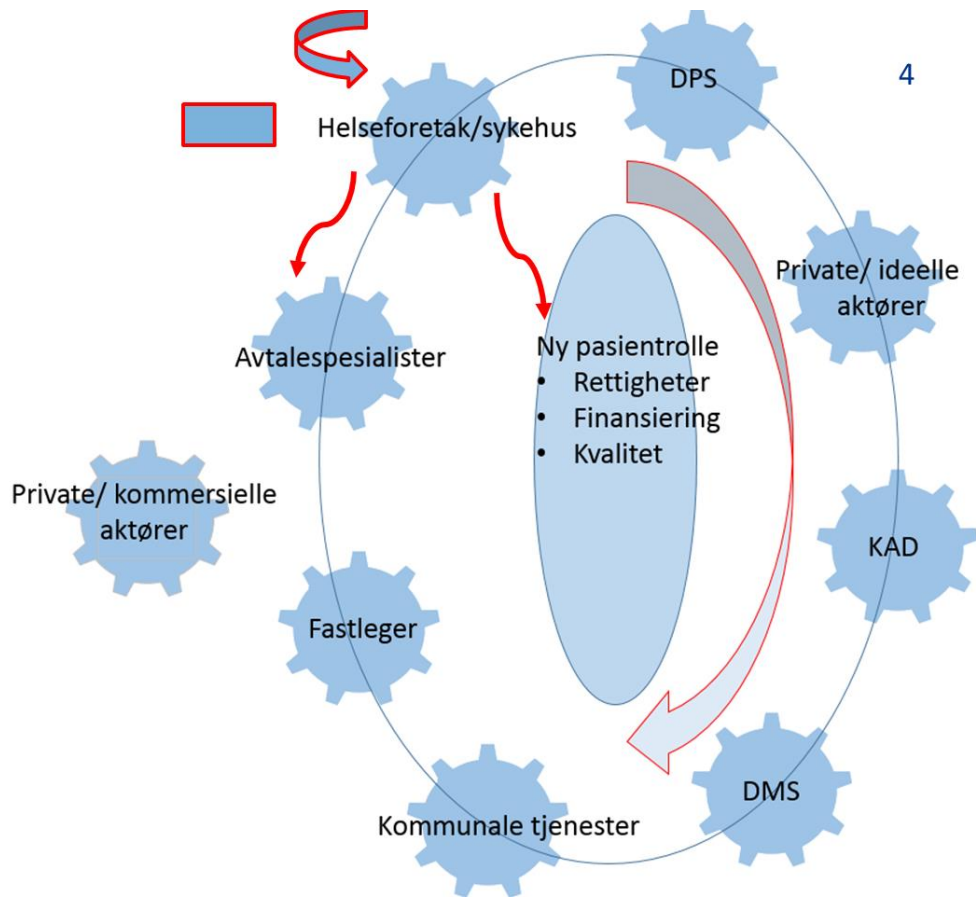 4
DPS
Helseforetak/sykehus
Private/ ideelle
aktører
Avtalespesialister
Ny pasientrolle
• Rettigheter
• Finansiering
• Kvalitet
Private/ kommersielle
aktører
KAD
Fastleger
DMS
Kommunale tjenester